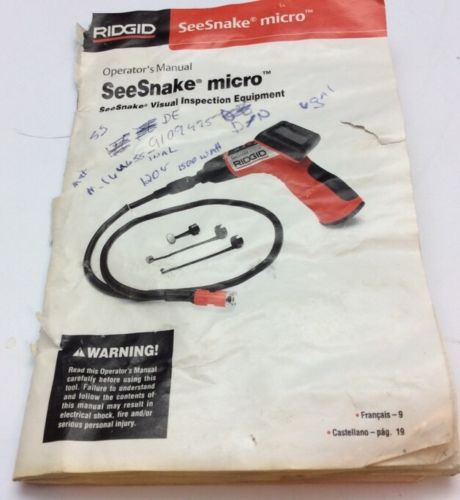 RIDGID
SeeSnake® micro™
Operator's Manual
SeeSnake® micro™
SeeSnake® Visual Inspection Equipment
DE
120V 1500 WAH
RIDGID
WARNING!
Read this Operator's Manual
carefully before using this
tool. Failure to understand
and follow the contents of
this manual may result in
electrical shock, fire and/or
serious personal injury.
• Français – 9
• Castellano – pág. 19